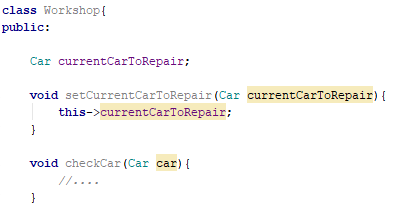 class Workshop{
public:
Car currentCarToRepair;
void setCurrentCarToRepair(Car currentCarToRepair){
this->currentCarToRepair;
}
void checkCar(Car car){
//....
}